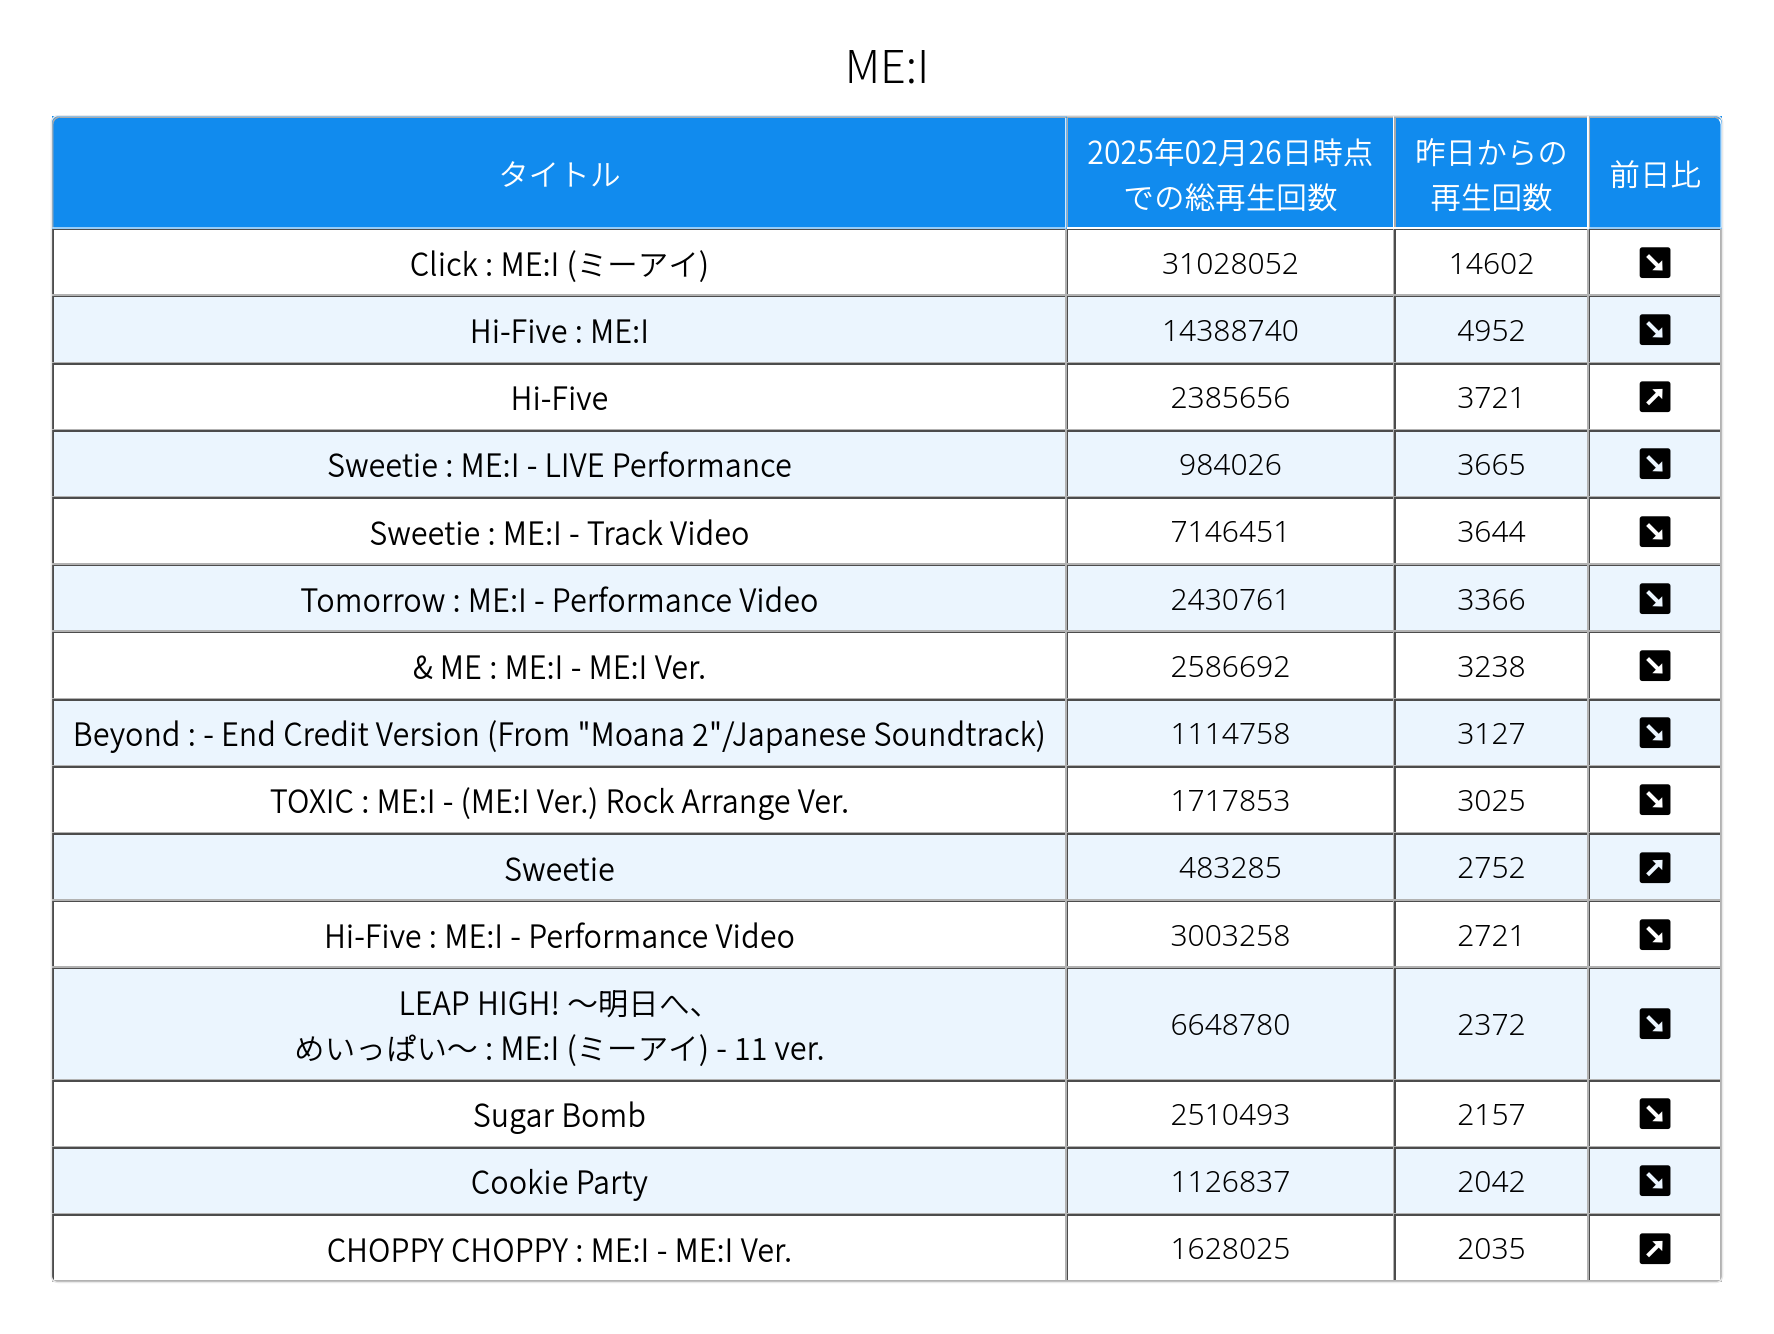 ME:I
タイトル
2025年02月26日時点
での総再生回数
昨日からの
再生回数
前日比
Click : ME:I (ミーアイ) 31028052 14602
Hi-Five : ME:I 14388740 4952
Hi-Five 2385656 3721
Sweetie : ME:I - LIVE Performance 984026 3665
Sweetie : ME:I - Track Video 7146451 3644
Tomorrow : ME:I - Performance Video 2430761 3366
& ME : ME:I - ME:I Ver. 2586692 3238
Beyond : - End Credit Version (From "Moana 2"/Japanese Soundtrack) 1114758 3127
TOXIC : ME:I - (ME:I Ver.) Rock Arrange Ver. 1717853 3025
Sweetie 483285 2752
Hi-Five : ME:I - Performance Video 3003258 2721
LEAP HIGH! 〜明日へ、
めいっぱい〜 : ME:I (ミーアイ) - 11 ver. 6648780 2372
Sugar Bomb 2510493 2157
Cookie Party 1126837 2042
CHOPPY CHOPPY : ME:I - ME:I Ver. 1628025 2035